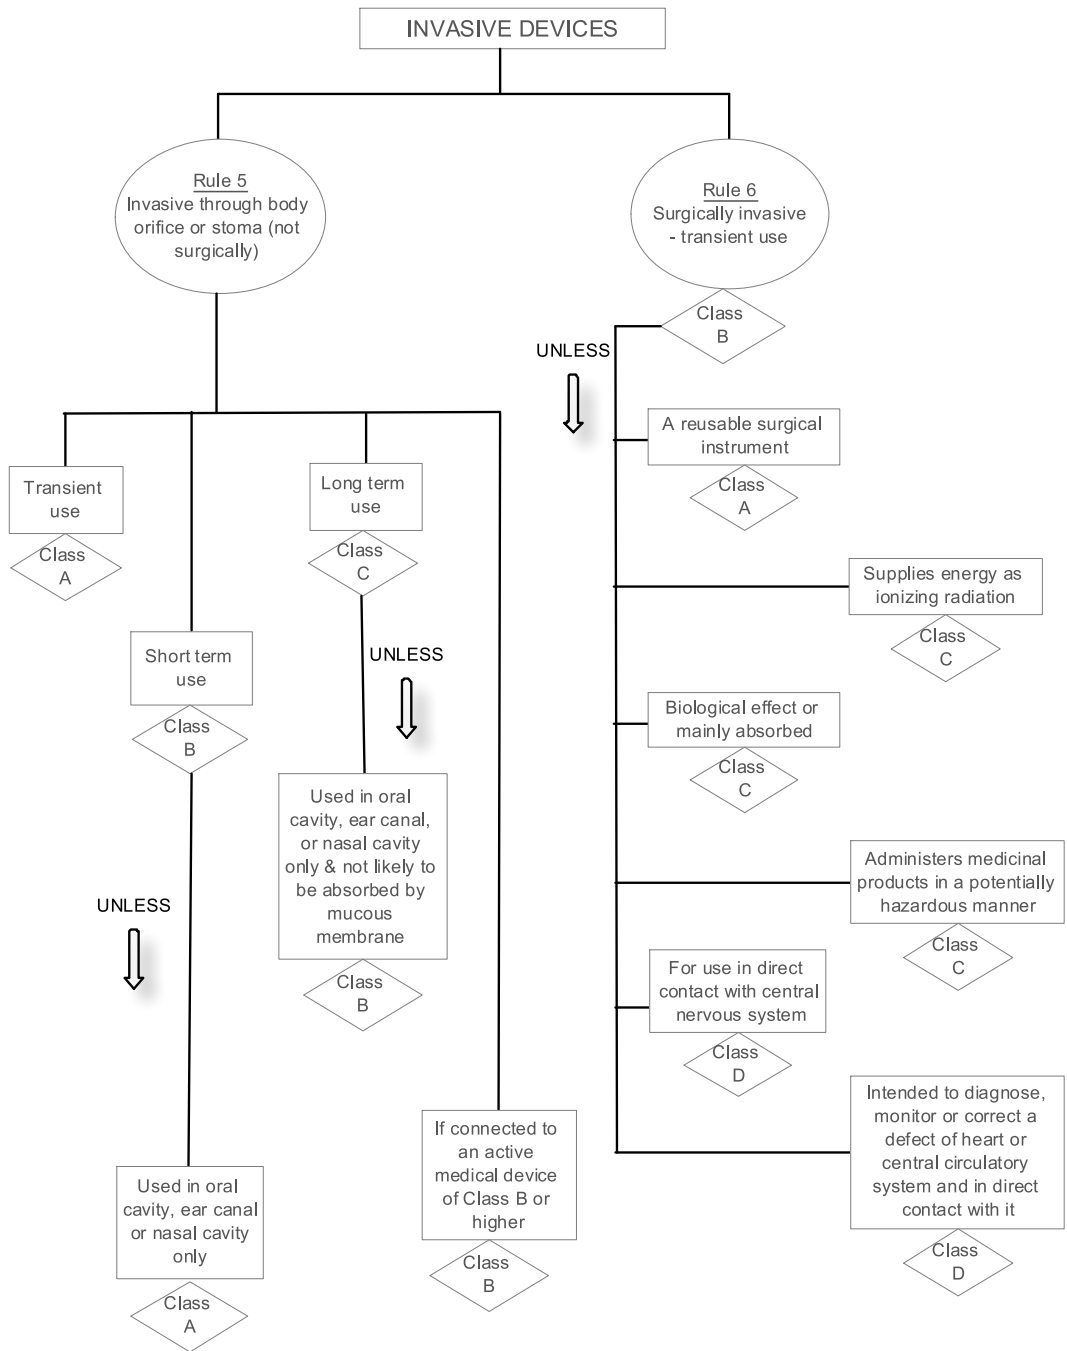 INVASIVE DEVICES
Rule 5
Invasive through body
orifice or stoma (not
surgically)
Rule 6
Surgically invasive
- transient use
Class
B
UNLESS
A reusable surgical
instrument
Class
A
Supplies energy as
ionizing radiation
Class
C
Biological effect or
mainly absorbed
Class
C
Administers medicinal
products in a potentially
hazardous manner
Class
C
For use in direct
contact with central
nervous system
Class
D
Intended to diagnose,
monitor or correct a
defect of heart or
central circulatory
system and in direct
contact with it
Class
D
Transient
use
Class
A
Short term
use
Class
B
UNLESS
Used in oral
cavity, ear canal
or nasal cavity
only
Class
A
Long term
use
Class
C
UNLESS
Used in oral
cavity, ear canal,
or nasal cavity
only & not likely to
be absorbed by
mucous
membrane
Class
B
If connected to
an active
medical device
of Class B or
higher
Class
B